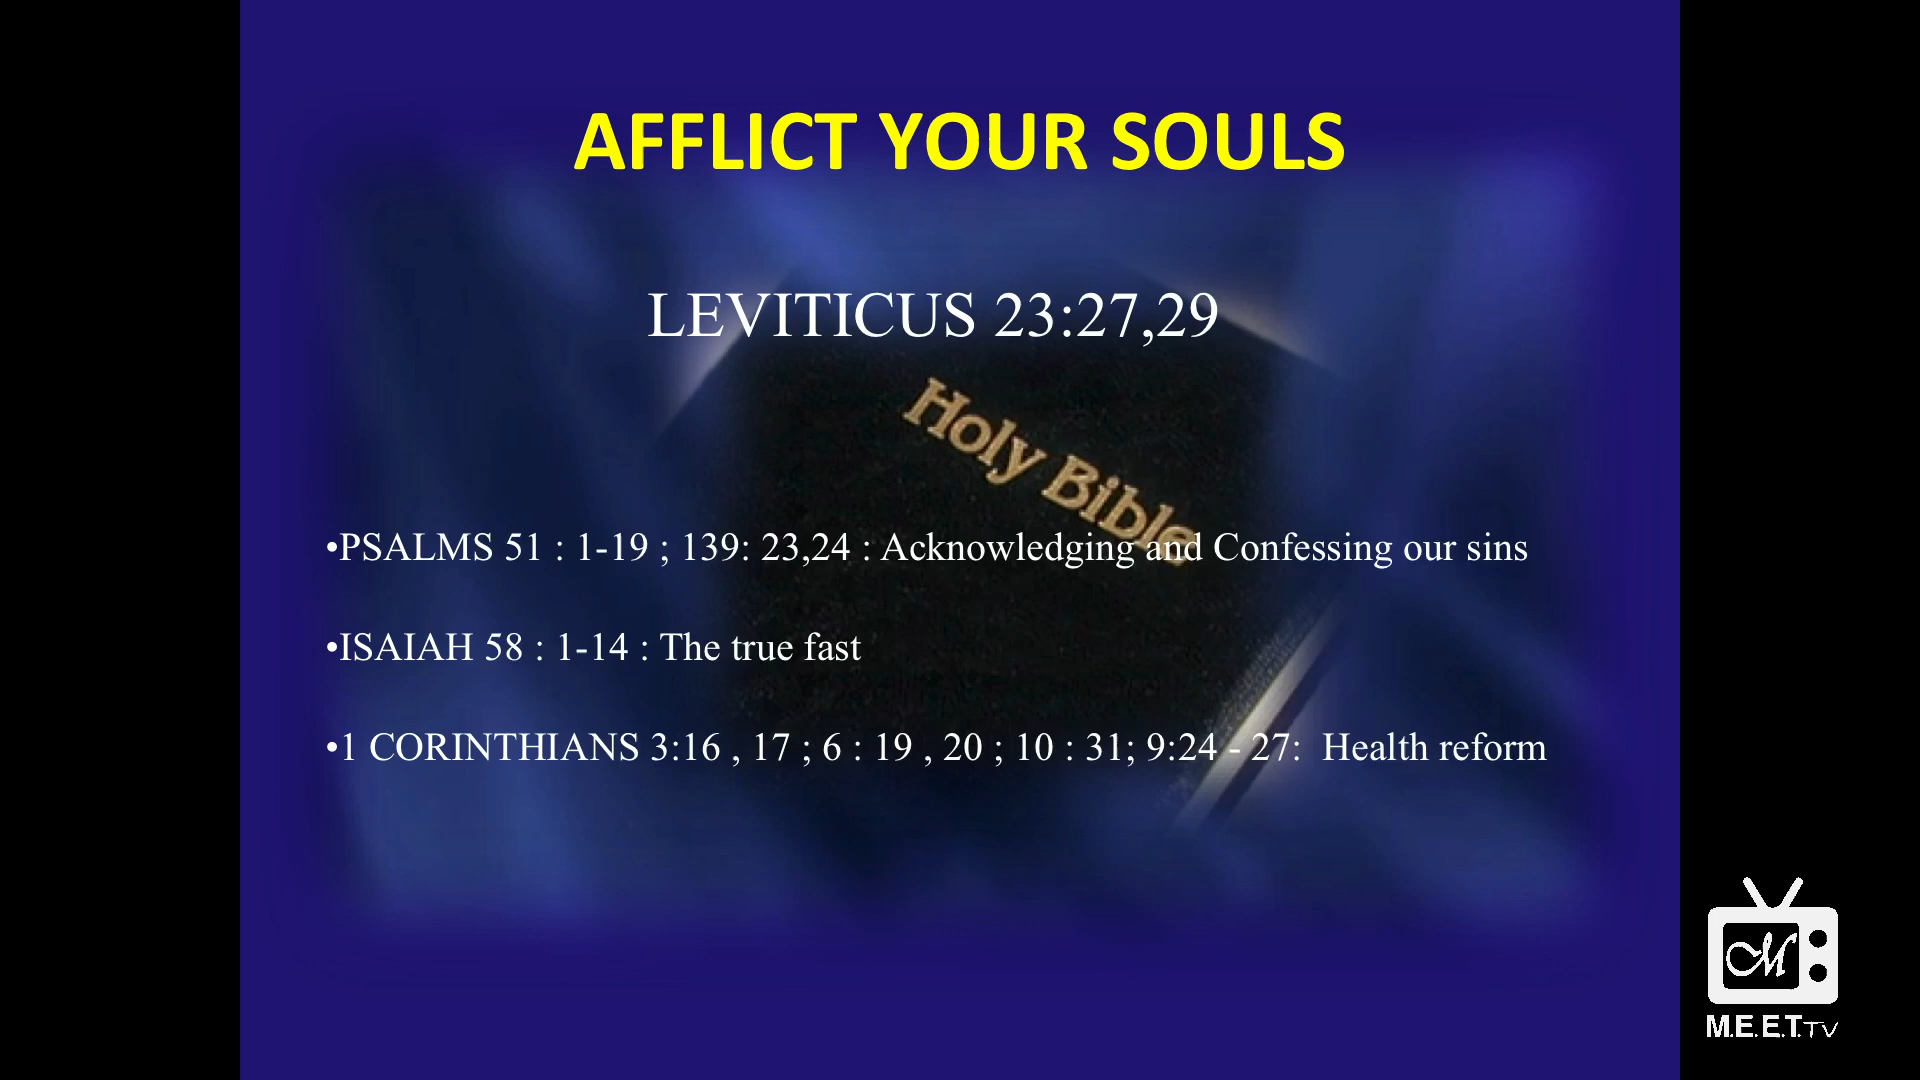 AFFLICT YOUR SOULS
LEVITICUS 23:27,29
Holy Bible
•PSALMS 51 : 1-19 ; 139: 23,24 : Acknowledging and Confessing our sins
•ISAIAH 58 : 1-14 : The true fast
•1 CORINTHIANS 3:16 , 17 ; 6 : 19 , 20 ; 10 : 31; 9:24 - 27: Health reform
M
M.E.E.T.TV